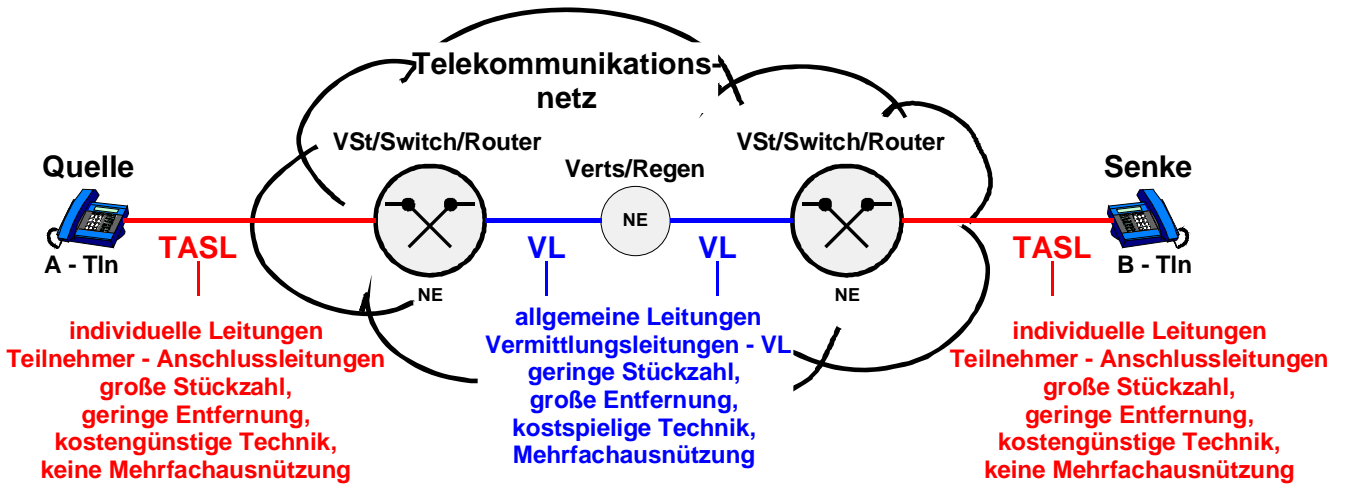 Telekommunikations-
netz
VSt/Switch/Router
VSt/Switch/Router
Verts/Regen
Quelle
Senke
NE
TASL
VL
VL
TASL
A - Tln
B - Tln
NE
NE
individuelle Leitungen
Teilnehmer - Anschlussleitungen
große Stückzahl,
geringe Entfernung,
kostengünstige Technik,
keine Mehrfachausnützung
allgemeine Leitungen
Vermittlungsleitungen - VL
geringe Stückzahl,
große Entfernung,
kostspielige Technik,
Mehrfachausnützung
individuelle Leitungen
Teilnehmer - Anschlussleitungen
große Stückzahl,
geringe Entfernung,
kostengünstige Technik,
keine Mehrfachausnützung